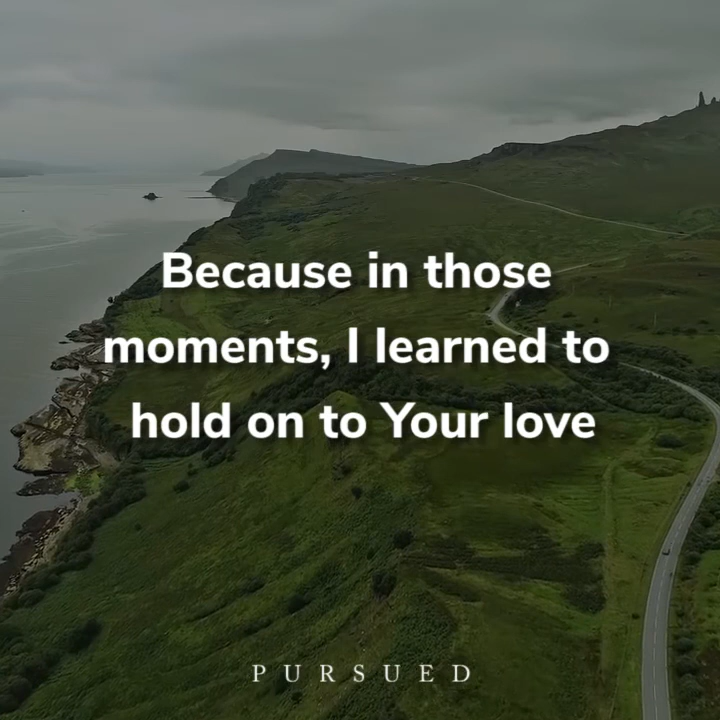 Because in those
moments, I learned to
hold on to Your love
PURSUED